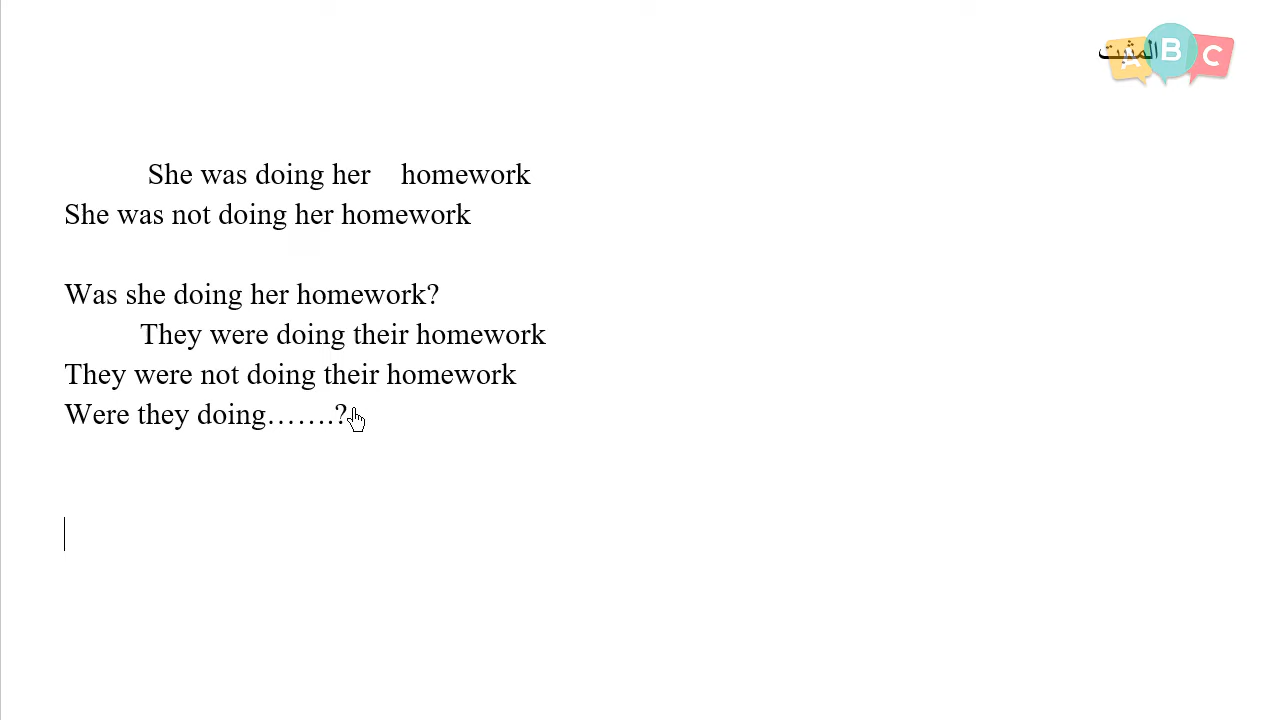 المثبت
A B C
She was doing her homework
She was not doing her homework
Was she doing her homework?
They were doing their homework
They were not doing their homework
Were they doing…….?